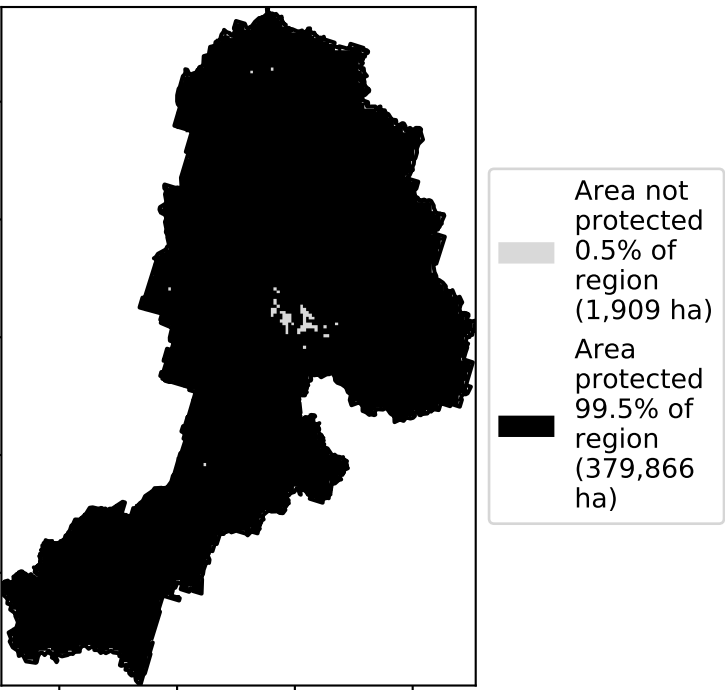 Area not
protected
0.5% of
region
(1,909 ha)
Area
protected
99.5% of
region
(379,866
ha)